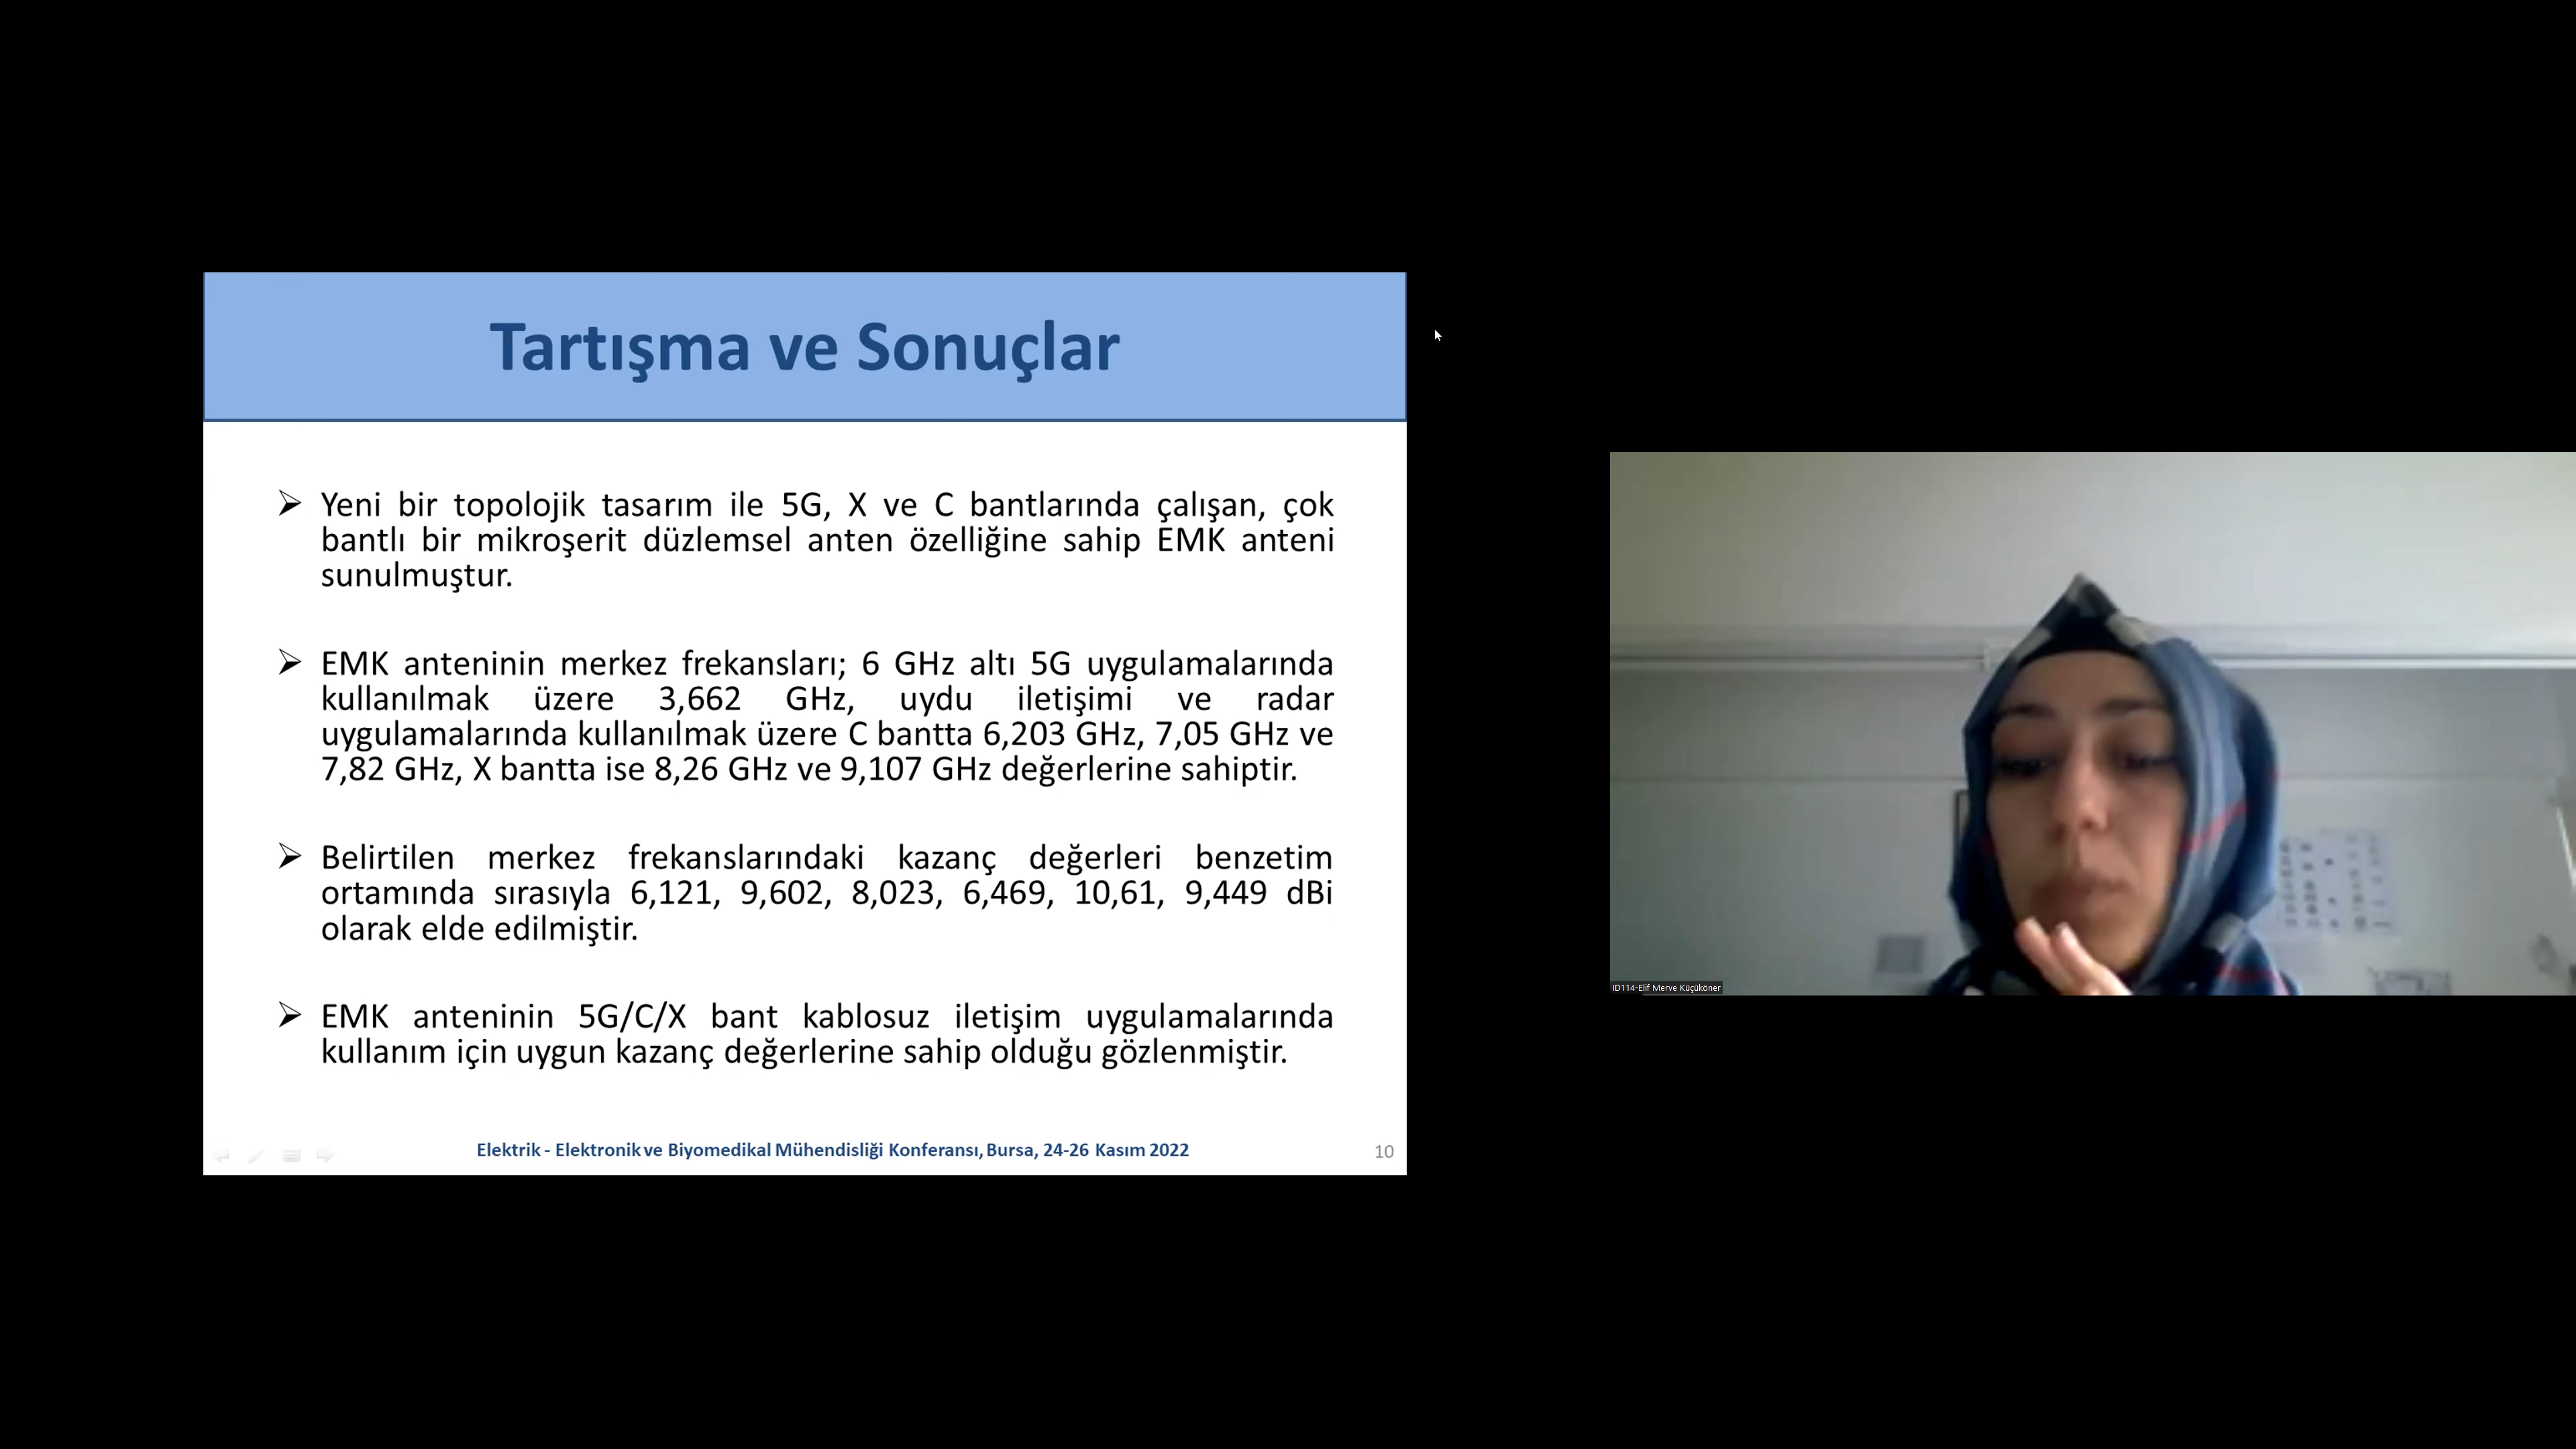 Tartışma ve Sonuçlar
Yeni bir topolojik tasarım ile 5G, X ve C bantlarında çalışan, çok
bantlı bir mikroşerit düzlemsel anten özelliğine sahip EMK anteni
sunulmuştur.
EMK anteninin merkez frekansları; 6 GHz altı 5G uygulamalarında
kullanılmak üzere 3,662 GHz, uydu iletişimi ve radar
uygulamalarında kullanılmak üzere C bantta 6,203 GHz, 7,05 GHz ve
7,82 GHz, X bantta ise 8,26 GHz ve 9,107 GHz değerlerine sahiptir.
Belirtilen merkez frekanslarındaki kazanç değerleri benzetim
ortamında sırasıyla 6,121, 9,602, 8,023, 6,469, 10,61, 9,449 dBi
olarak elde edilmiştir.
EMK anteninin 5G/C/X bant kablosuz iletişim uygulamalarında
kullanım için uygun kazanç değerlerine sahip olduğu gözlenmiştir.
Elektrik - Elektronik ve Biyomedikal Mühendisliği Konferansı, Bursa, 24-26 Kasım 2022
10
ID114-Elif Merve Küçüköner